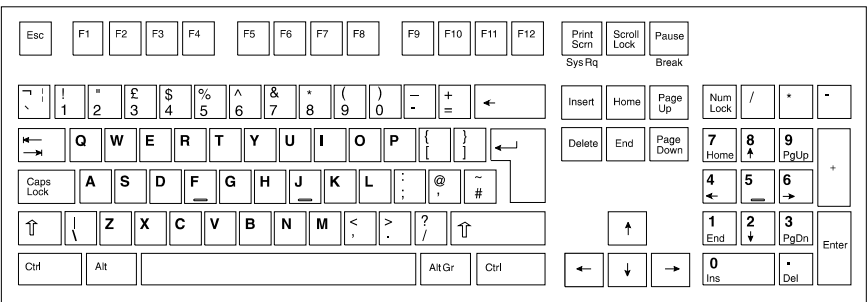 Esc F1 F2 F3 F4 F5 F6 F7 F8 F9 F10 F11 F12 Print Scrn Scroll Lock Pause
SysRq Break
¬ ¦ ` ! 1 " 2 £ 3 $ 4 % 5 ^ 6 & 7 * 8 ( 9 ) 0 _ - + = ← Insert Home Page Up Num Lock / * -
⇤ ⇥ Q W E R T Y U I O P { [ } ] ↵ Delete End Page Down 7 Home 8 ↑ 9 PgUp +
Caps Lock A S D F G H J K L : ; @ ' ~ # 4 ← 5 6 →
⇧ | \ Z X C V B N M < , > . ? / ⇧ ↑ 1 End 2 ↓ 3 PgDn Enter
Ctrl Alt Alt Gr Ctrl ← ↓ → 0 Ins . Del